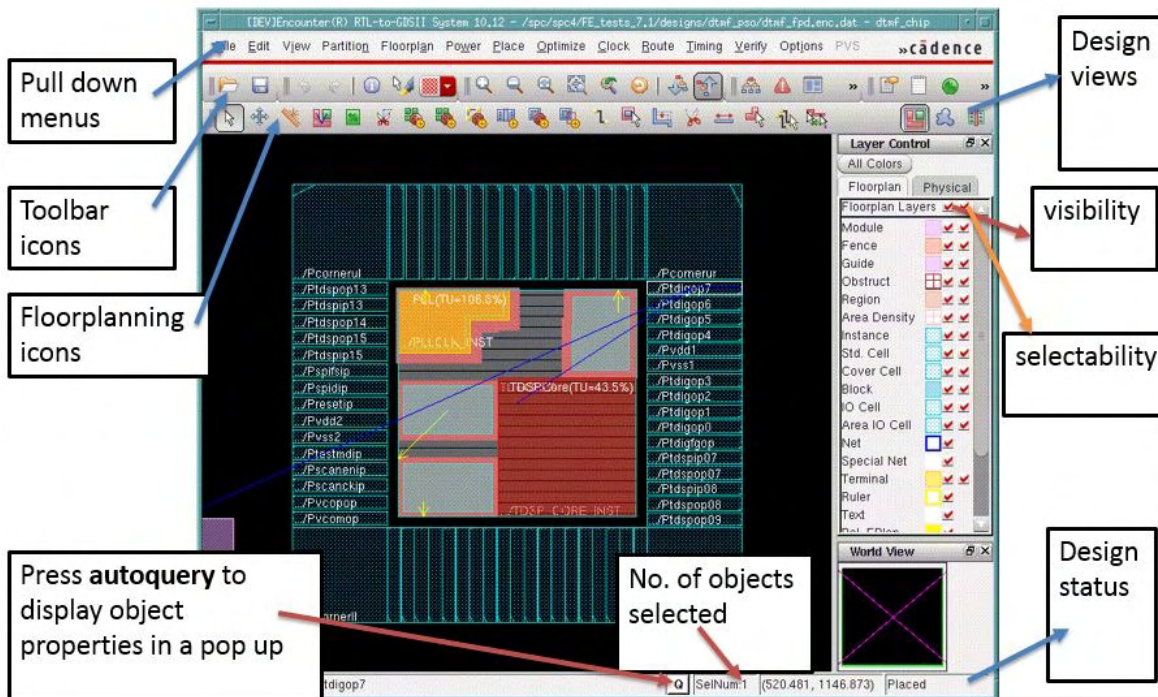 [DEV]Encounter(R) RTL-to-GDSII System 10.12 - /spc/spc4/FE_tests_7.1/designs/dtmf_pso/dtmf_fpd.enc.dat - dtmf_chip
Edit View Partition Floorplan Power Place Optimize Clock Route Timing Verify Options PVS »cādence
Pull down
menus
Toolbar
icons
Floorplanning
icons
Design
views
visibility
selectability
Layer Control
All Colors
Floorplan Physical
Floorplan Layers
Module
Fence
Guide
Obstruct
Region
Area Density
Instance
Std. Cell
Cover Cell
Block
IO Cell
Area IO Cell
Net
Special Net
Terminal
Ruler
Text
World View
../Pcornerul
../Ptdspop13
../Ptdspip13
../Ptdspop14
../Ptdspop15
../Ptdspip15
../Pspifsip
../Pspidip
../Presetip
../Pvdd2
../Pvss2
../Ptestmdip
../Pscanenip
../Pscanckip
../Pvcopop
../Pvcomop
../Pcornerur
../Ptdigop7
../Ptdigop6
../Ptdigop5
../Ptdigop4
../Pvdd1
../Pvss1
../Ptdigop3
../Ptdigop2
../Ptdigop1
../Ptdigop0
../Ptdigfgop
../Ptdspip07
../Ptdspop07
../Ptdspip08
../Ptdspop08
../Ptdspop09
(TU=106.8%)
/PLLCLK_INST
TDSPCore(TU=43.5%)
/TDSP_CORE_INST
cornerll
Press autoquery to
display object
properties in a pop up
No. of objects
selected
Design
status
tdigop7
Q SelNum:1 (520.481, 1146.873) Placed